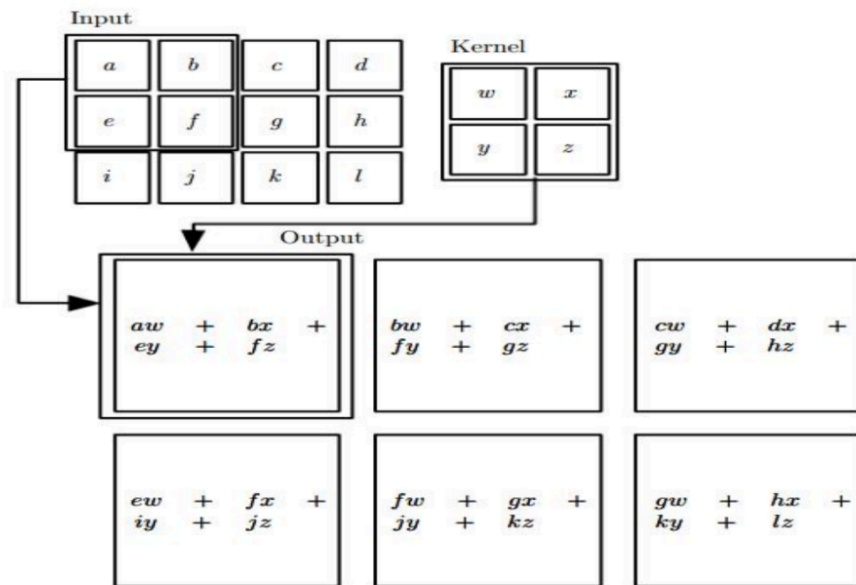 Input
Kernel
a b c d
w x
e f g h
y z
i j k l
Output
aw + bx +
ey + fz
bw + cx +
fy + gz
cw + dx +
gy + hz
ew + fx +
iy + jz
fw + gx +
jy + kz
gw + hx +
ky + lz